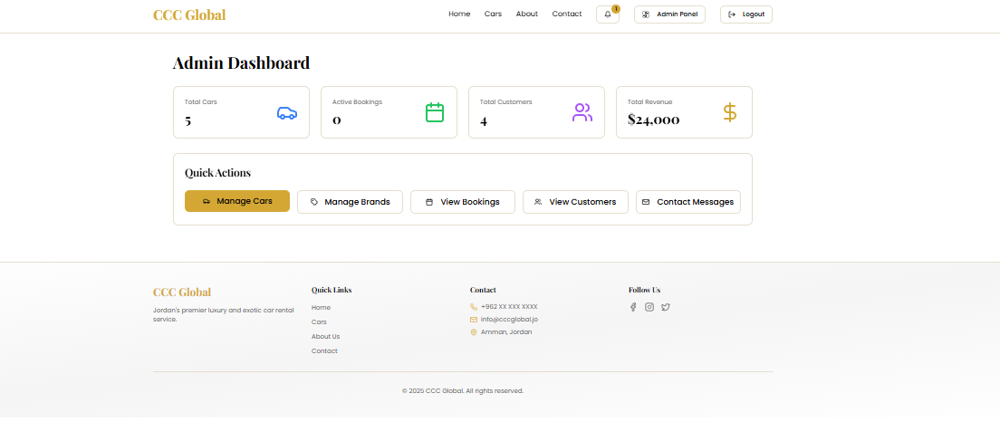 CCC Global
Home Cars About Contact 1 Admin Panel Logout
Admin Dashboard
Total Cars
5
Active Bookings
0
Total Customers
4
Total Revenue
$24,000
Quick Actions
Manage Cars Manage Brands View Bookings View Customers Contact Messages
CCC Global
Jordan's premier luxury and exotic car rental
service.
Quick Links
Home
Cars
About Us
Contact
Contact
+962 XX XXX XXXX
info@cccglobal.jo
Amman, Jordan
Follow Us
© 2025 CCC Global. All rights reserved.